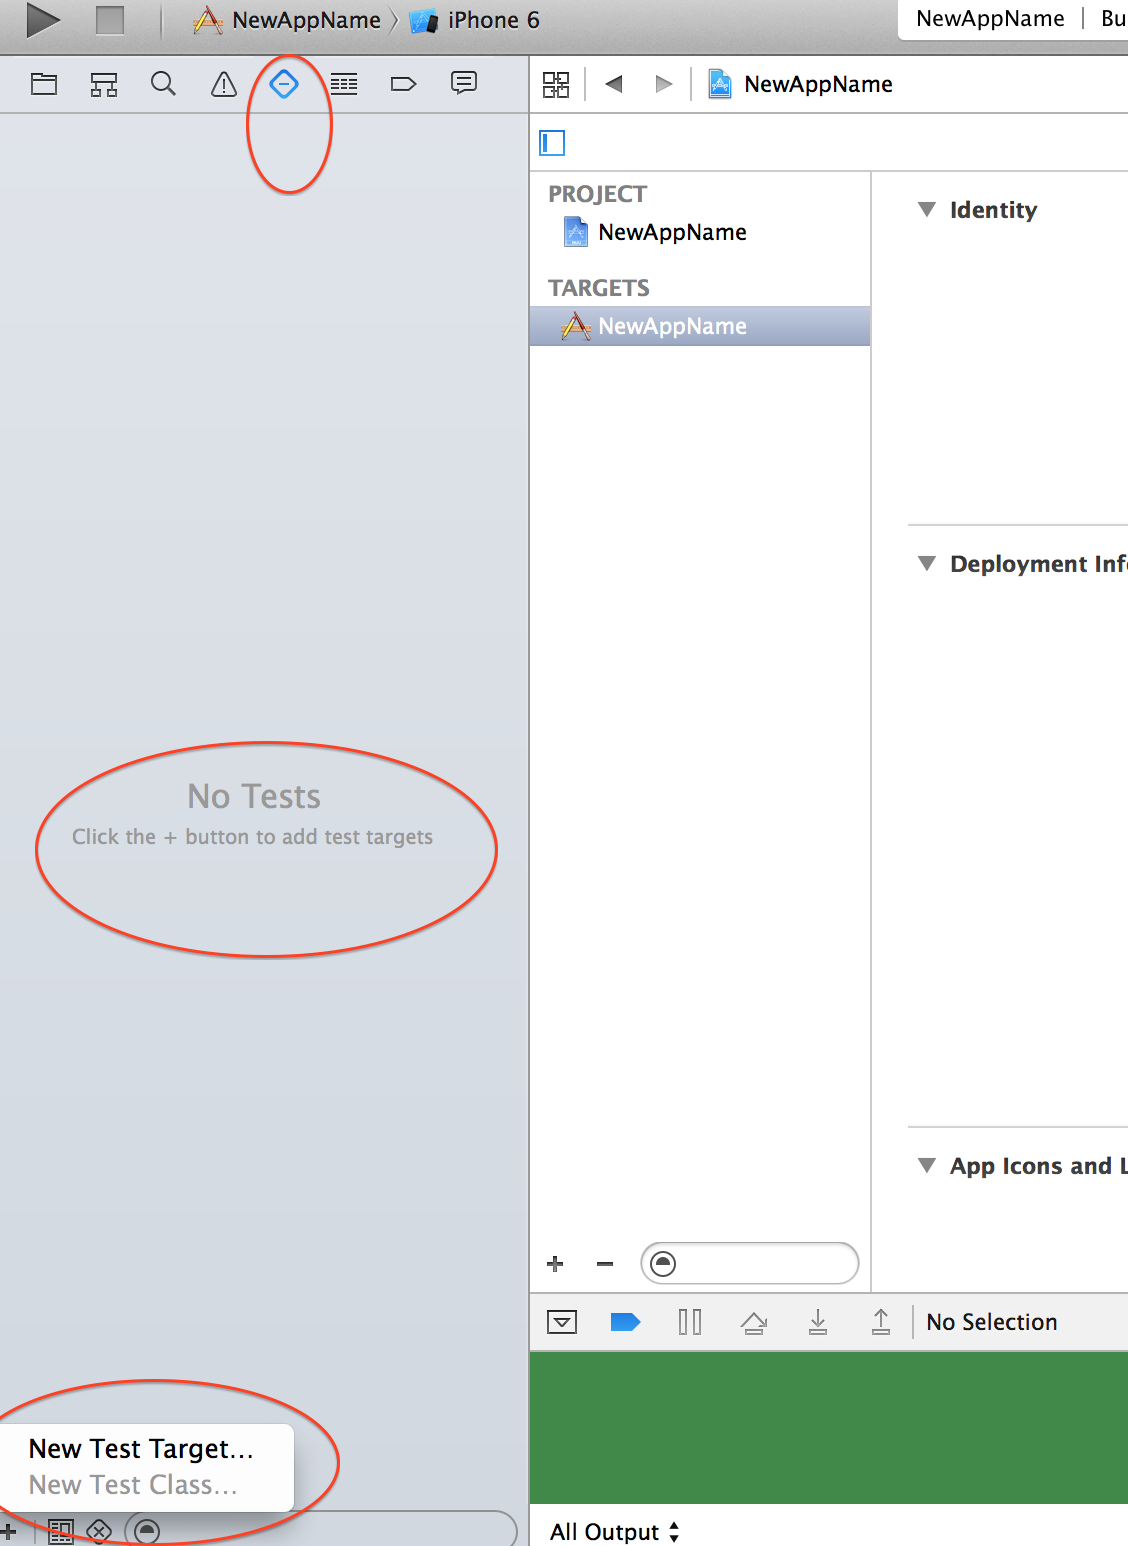 NewAppName
iPhone 6
NewAppName
Bu
NewAppName
PROJECT
NewAppName
TARGETS
NewAppName
Identity
Deployment Inf
App Icons and L
No Tests
Click the + button to add test targets
No Selection
New Test Target...
New Test Class...
All Output